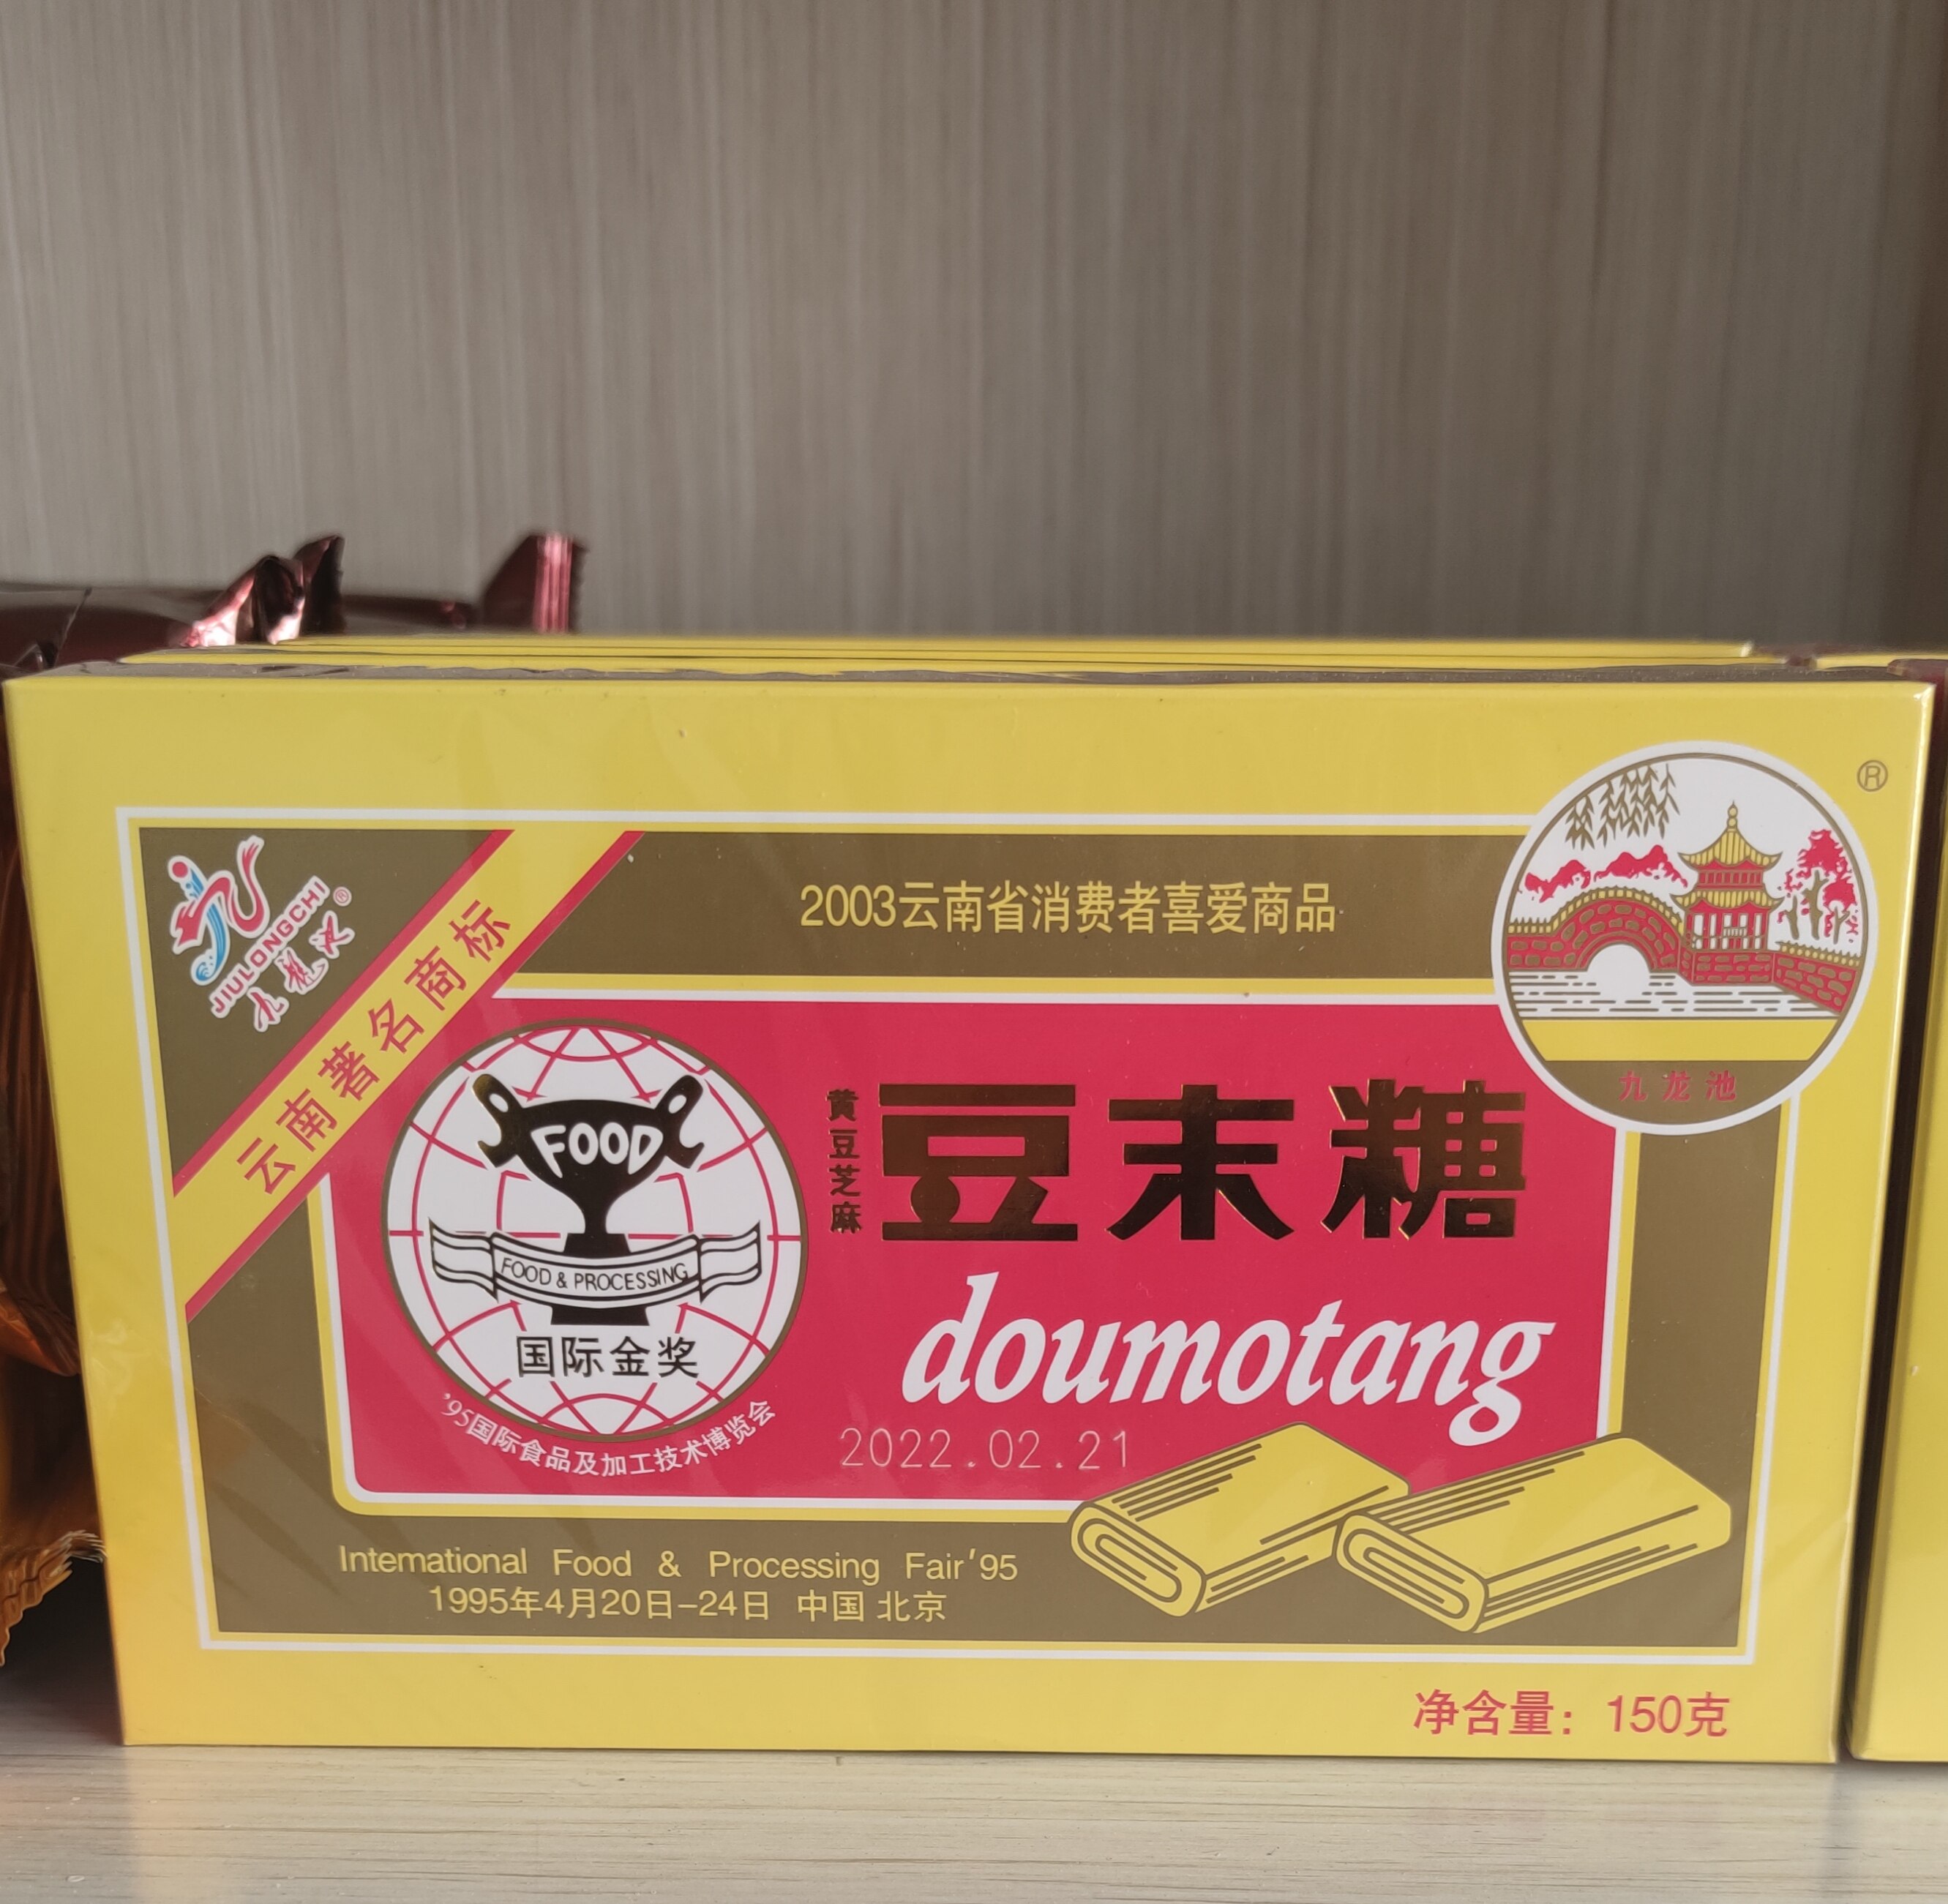 JIULONGCHI®
九龙池
云南著名商标
2003云南省消费者喜爱商品
®
九龙池
FOOD
FOOD & PROCESSING
国际金奖
'95国际食品及加工技术博览会
黄豆芝麻
豆末糖
doumotang
2022.02.21
International Food & Processing Fair'95
1995年4月20日-24日 中国 北京
净含量: 150克